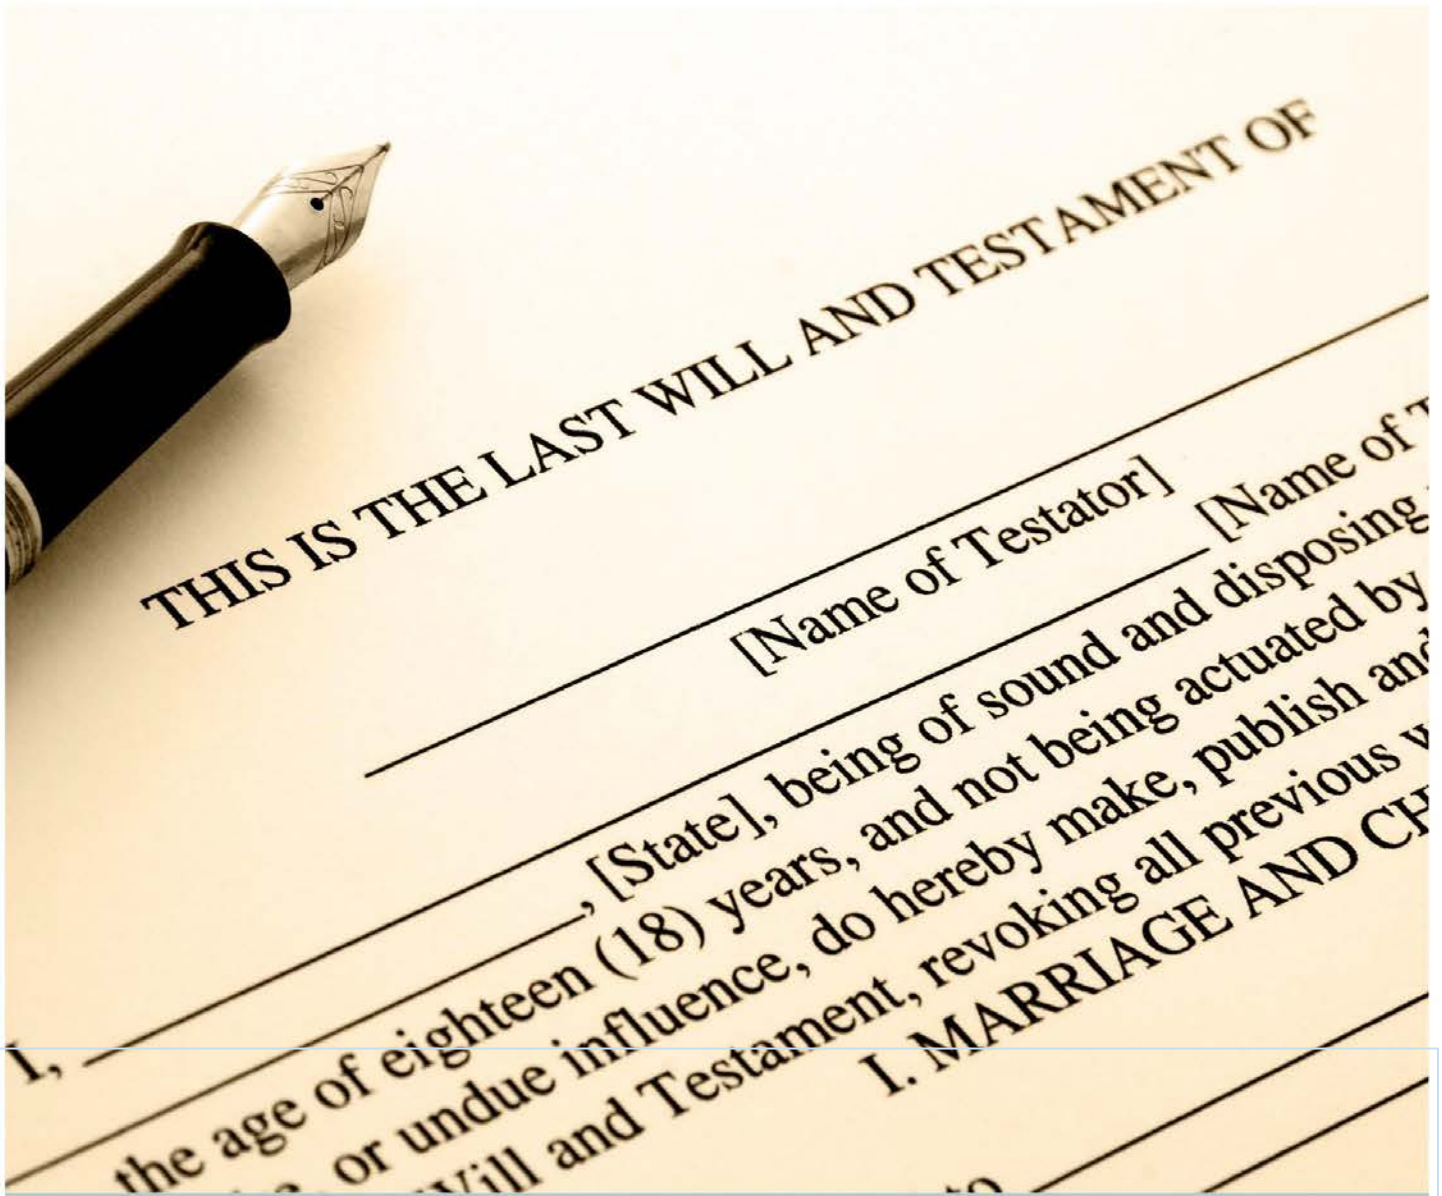 THIS IS THE LAST WILL AND TESTAMENT OF
[Name of Testator]
I, [Name of
, [State], being of sound and disposing
the age of eighteen (18) years, and not being actuated by
or undue influence, do hereby make, publish and
Will and Testament, revoking all previous
I. MARRIAGE AND
to